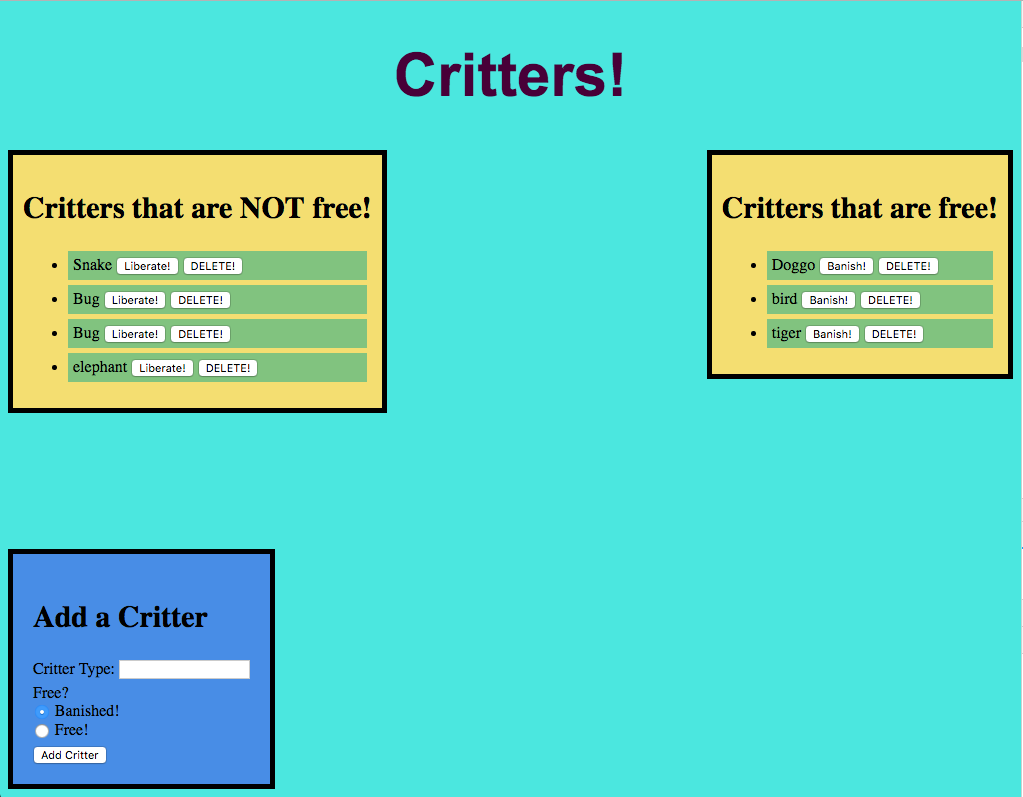 Critters!
Critters that are NOT free!
Snake Liberate! DELETE!
Bug Liberate! DELETE!
Bug Liberate! DELETE!
elephant Liberate! DELETE!
Critters that are free!
Doggo Banish! DELETE!
bird Banish! DELETE!
tiger Banish! DELETE!
Add a Critter
Critter Type:
Free?
Banished!
Free!
Add Critter